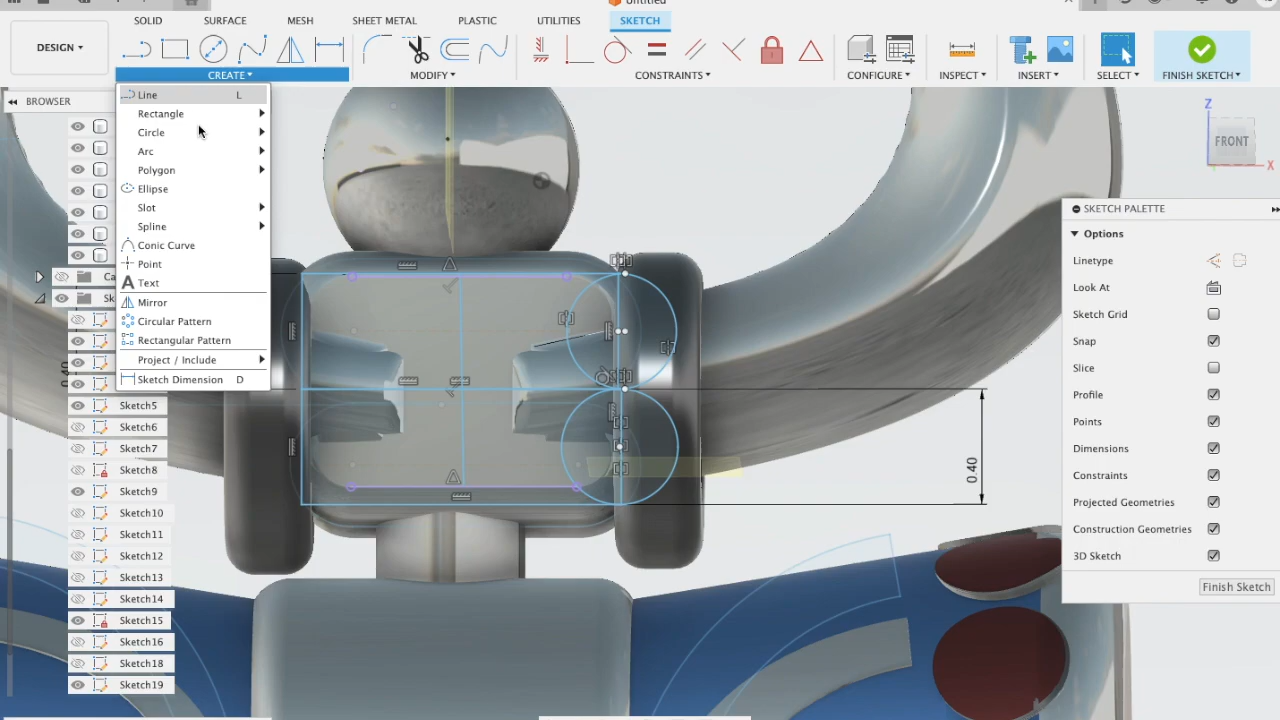 Untitled
SOLID SURFACE MESH SHEET METAL PLASTIC UTILITIES SKETCH
DESIGN
CREATE MODIFY CONSTRAINTS CONFIGURE INSPECT INSERT SELECT FINISH SKETCH
BROWSER
Line L
Rectangle
Circle
Arc
Polygon
Ellipse
Slot
Spline
Conic Curve
Point
Text
Mirror
Circular Pattern
Rectangular Pattern
Project / Include
Sketch Dimension D
Ca
Sk
Sketch5
Sketch6
Sketch7
Sketch8
Sketch9
Sketch10
Sketch11
Sketch12
Sketch13
Sketch14
Sketch15
Sketch16
Sketch18
Sketch19
0.40
0.40
Z
FRONT
X
SKETCH PALETTE
Options
Linetype
Look At
Sketch Grid
Snap
Slice
Profile
Points
Dimensions
Constraints
Projected Geometries
Construction Geometries
3D Sketch
Finish Sketch